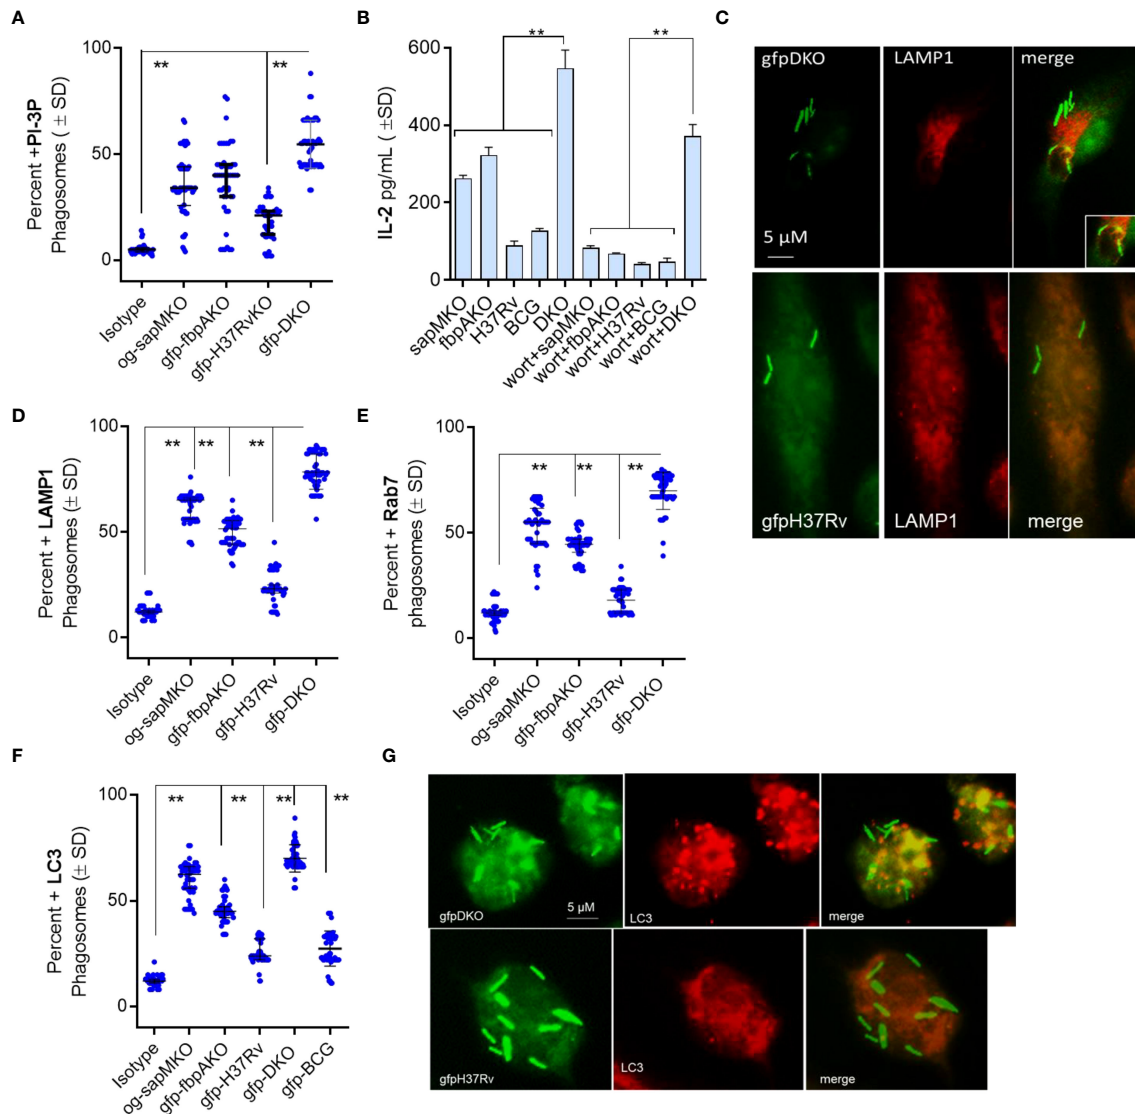 A
Percent +PI-3P
Phagosomes ( ± SD)
100
50
0
**
**
Isotype
og-sapMKO
gfp-fbpAKO
gfp-H37RvKO
gfp-DKO
B
IL-2 pg/mL ( ±SD)
600
400
200
0
**
**
sapMKO
fbpAKO
H37Rv
BCG
DKO
wort+sapMKO
wort+fbpAKO
wort+H37Rv
wort+BCG
wort+DKO
C
gfpDKO
LAMP1
merge
5 µM
gfpH37Rv
LAMP1
merge
D
Percent + LAMP1
Phagosomes (± SD)
100
50
0
**
**
**
Isotype
og-sapMKO
gfp-fbpAKO
gfp-H37Rv
gfp-DKO
E
Percent + Rab7
phagosomes (± SD)
100
50
0
**
**
**
Isotype
og-sapMKO
gfp-fbpAKO
gfp-H37Rv
gfp-DKO
F
Percent + LC3
Phagosomes (± SD)
100
50
0
**
**
**
**
Isotype
og-sapMKO
gfp-fbpAKO
gfp-H37Rv
gfp-DKO
gfp-BCG
G
gfpDKO
5 µM
LC3
merge
gfpH37Rv
LC3
merge